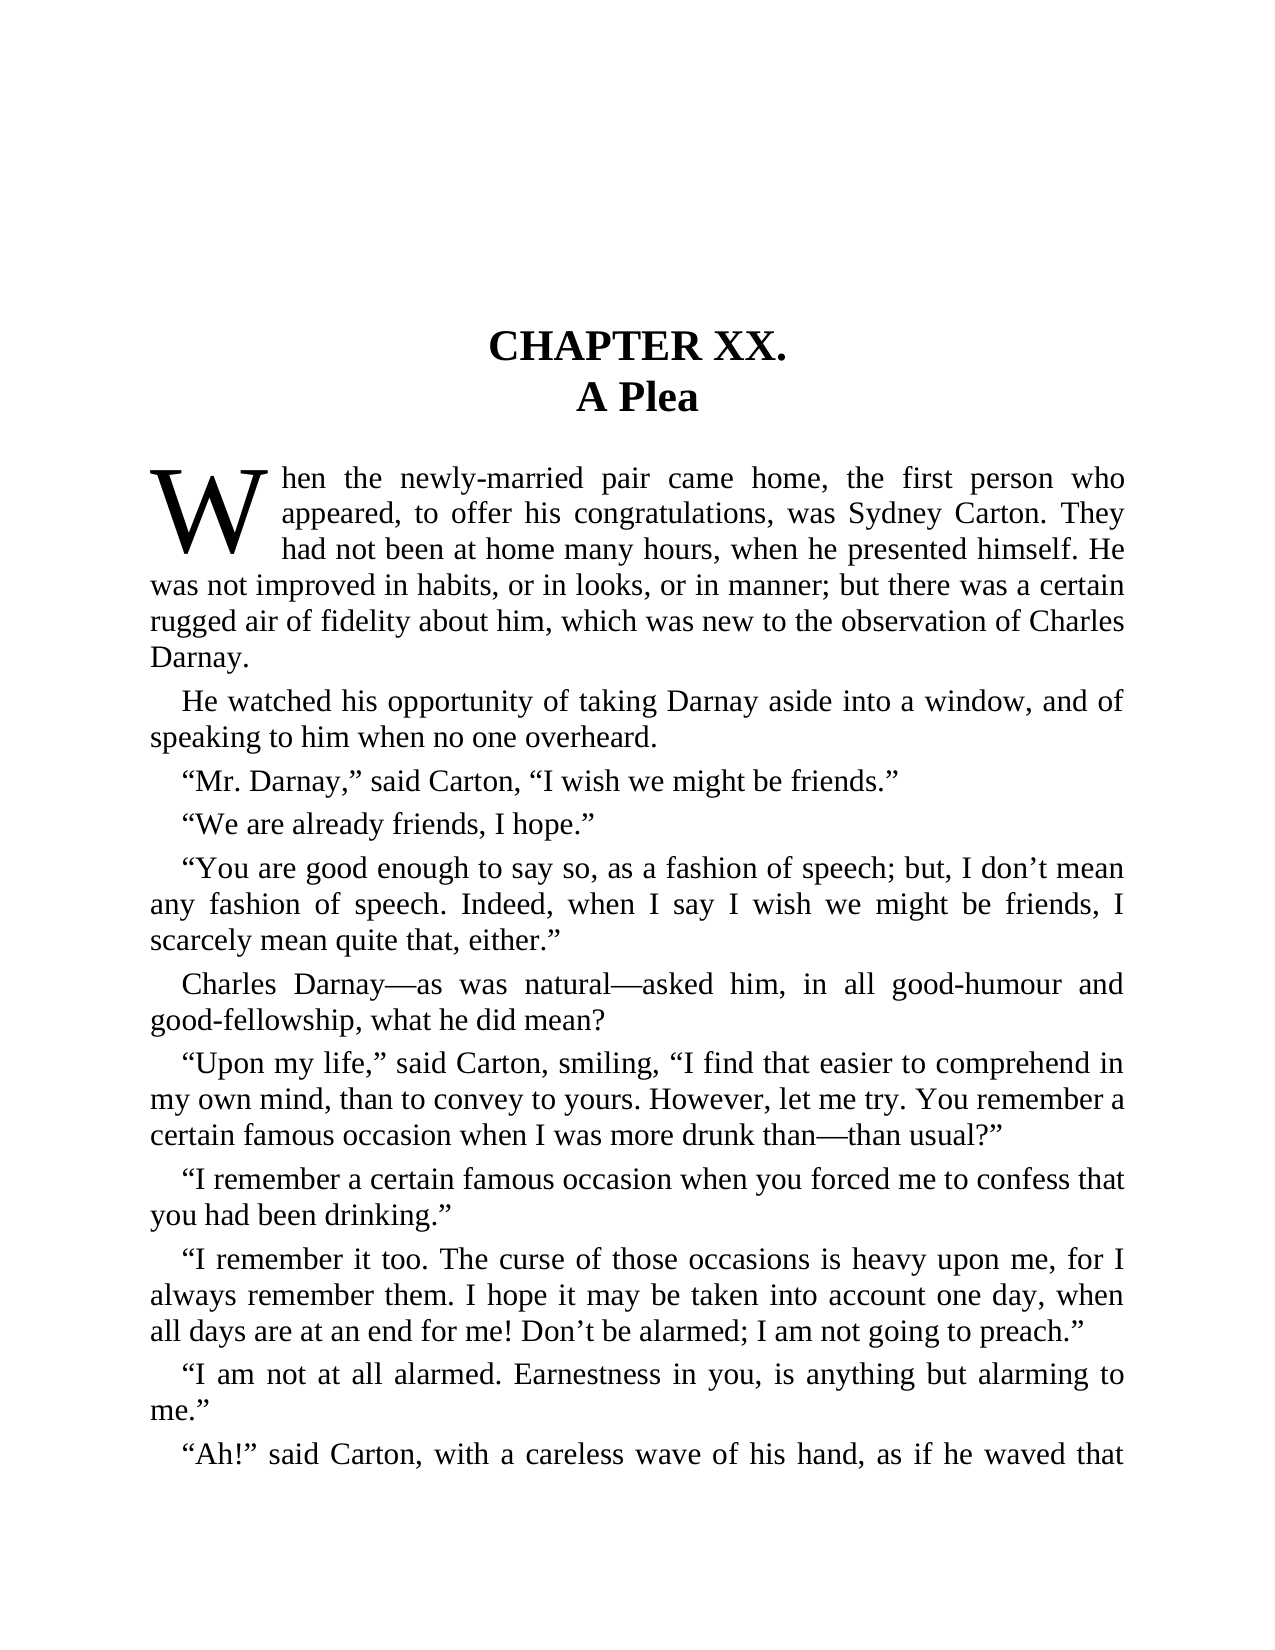 CHAPTER XX.
A Plea
When the newly-married pair came home, the first person who
appeared, to offer his congratulations, was Sydney Carton. They
had not been at home many hours, when he presented himself. He
was not improved in habits, or in looks, or in manner; but there was a certain
rugged air of fidelity about him, which was new to the observation of Charles
Darnay.
He watched his opportunity of taking Darnay aside into a window, and of
speaking to him when no one overheard.
“Mr. Darnay,” said Carton, “I wish we might be friends.”
“We are already friends, I hope.”
“You are good enough to say so, as a fashion of speech; but, I don’t mean
any fashion of speech. Indeed, when I say I wish we might be friends, I
scarcely mean quite that, either.”
Charles Darnay—as was natural—asked him, in all good-humour and
good-fellowship, what he did mean?
“Upon my life,” said Carton, smiling, “I find that easier to comprehend in
my own mind, than to convey to yours. However, let me try. You remember a
certain famous occasion when I was more drunk than—than usual?”
“I remember a certain famous occasion when you forced me to confess that
you had been drinking.”
“I remember it too. The curse of those occasions is heavy upon me, for I
always remember them. I hope it may be taken into account one day, when
all days are at an end for me! Don’t be alarmed; I am not going to preach.”
“I am not at all alarmed. Earnestness in you, is anything but alarming to
me.”
“Ah!” said Carton, with a careless wave of his hand, as if he waved that